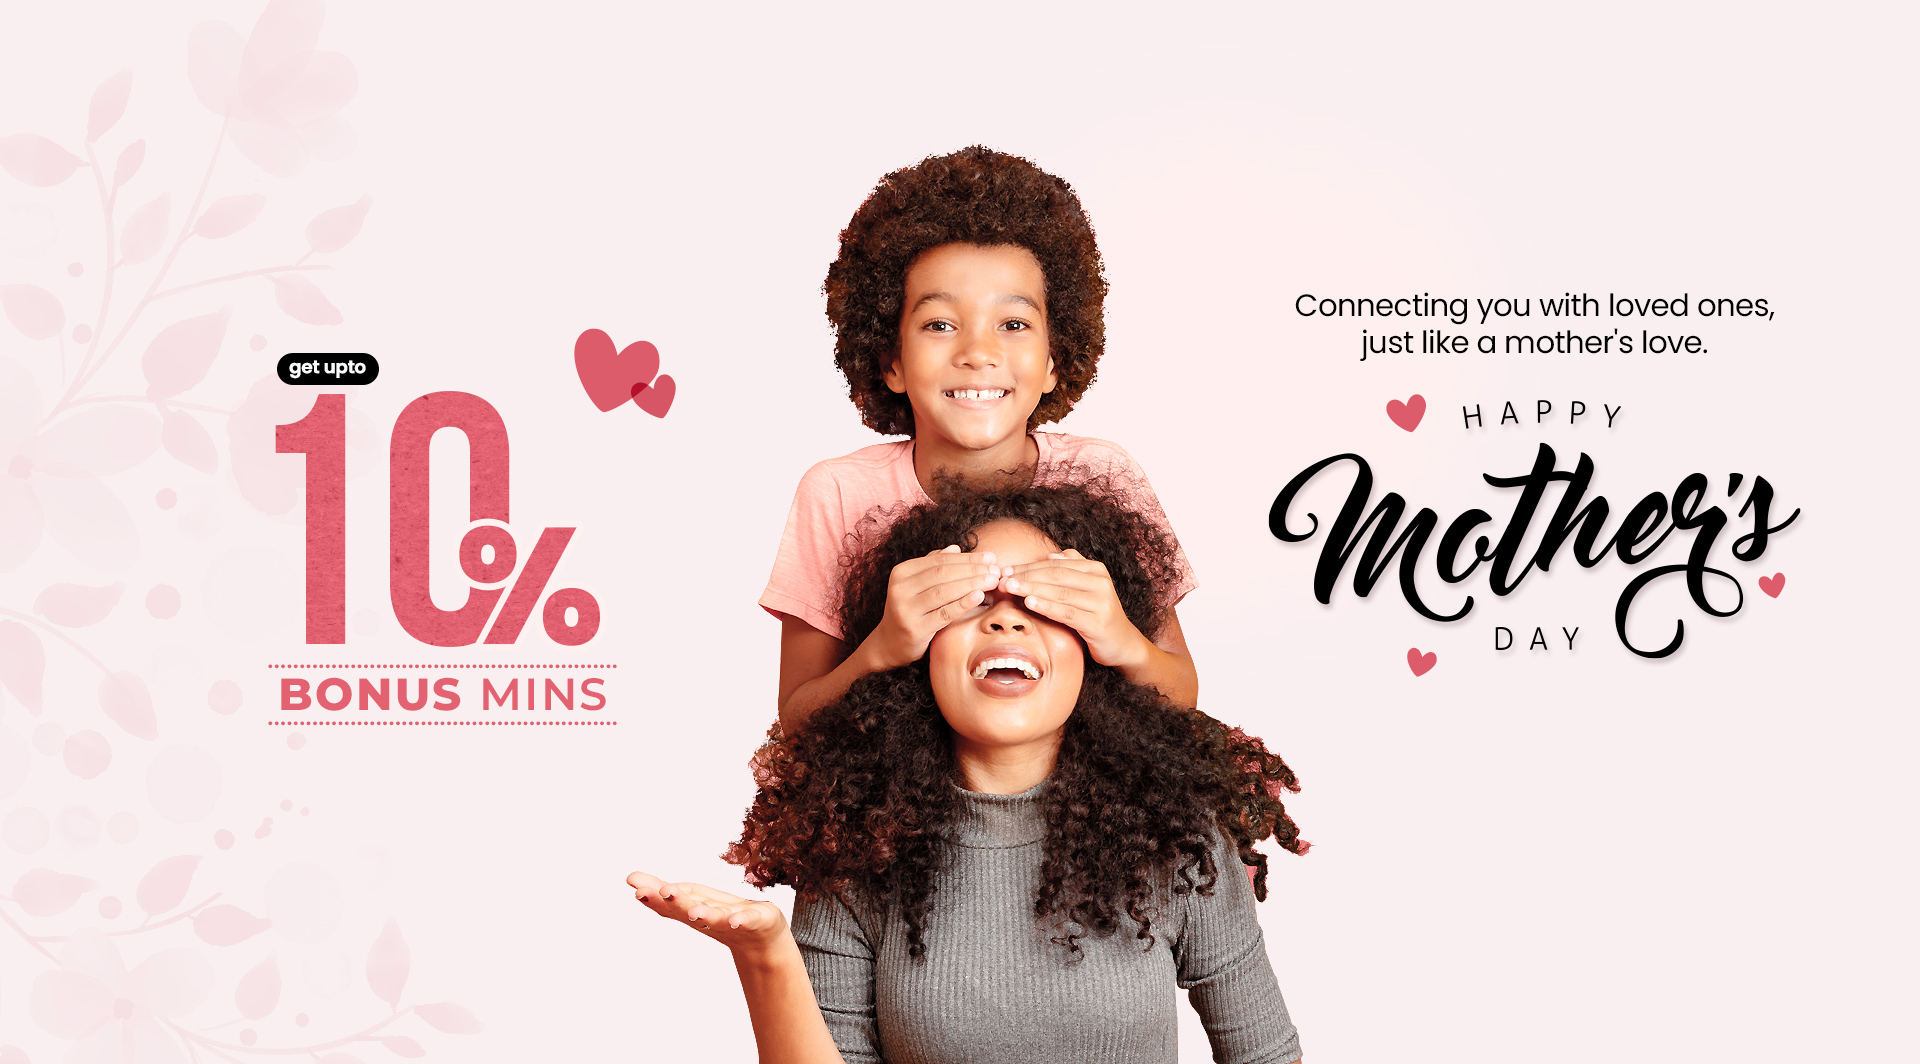 get upto
10%
BONUS MINS
Connecting you with loved ones,
just like a mother's love.
HAPPY
Mother's
DAY